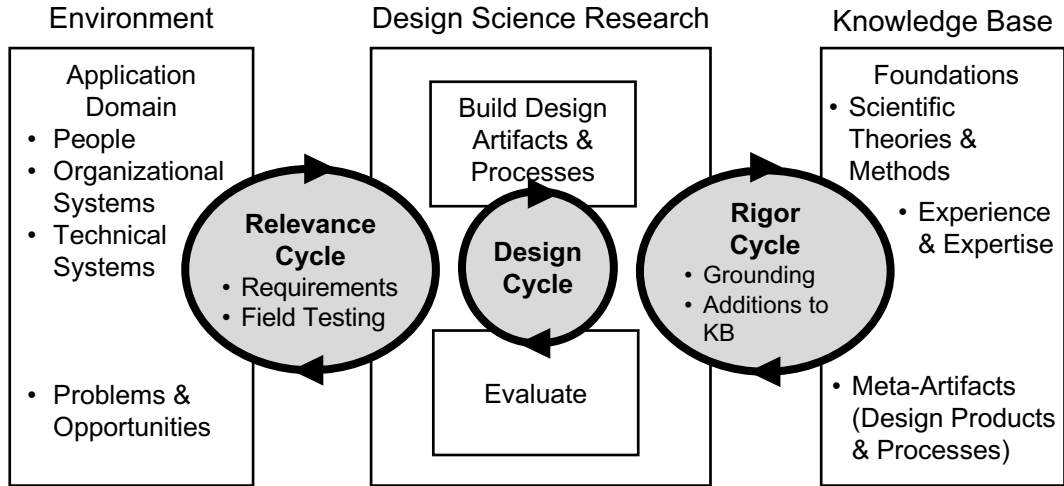 Environment
Application
Domain
• People
• Organizational
Systems
• Technical
Systems
• Problems &
Opportunities
Relevance
Cycle
• Requirements
• Field Testing
Design Science Research
Build Design
Artifacts &
Processes
Design
Cycle
Evaluate
Rigor
Cycle
• Grounding
• Additions to
KB
Knowledge Base
Foundations
• Scientific
Theories &
Methods
• Experience
& Expertise
• Meta-Artifacts
(Design Products
& Processes)